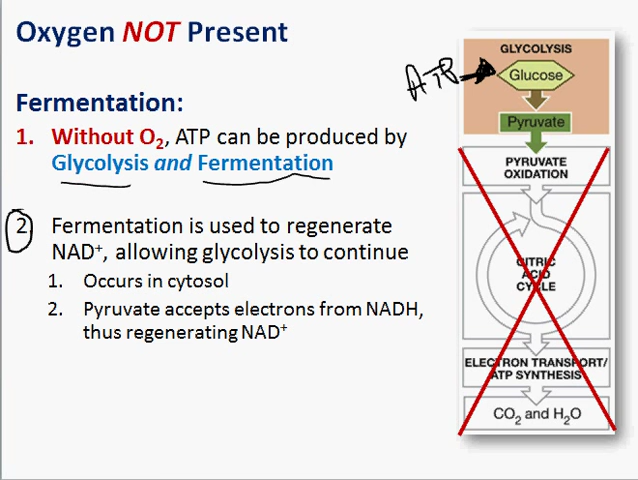 Oxygen NOT Present
Fermentation:
1. Without O₂, ATP can be produced by
Glycolysis and Fermentation
2. Fermentation is used to regenerate
NAD⁺, allowing glycolysis to continue
1. Occurs in cytosol
2. Pyruvate accepts electrons from NADH,
thus regenerating NAD⁺
GLYCOLYSIS
Glucose
Pyruvate
PYRUVATE
OXIDATION
CITRIC
ACID
CYCLE
ELECTRON TRANSPORT/
ATP SYNTHESIS
CO₂ and H₂O